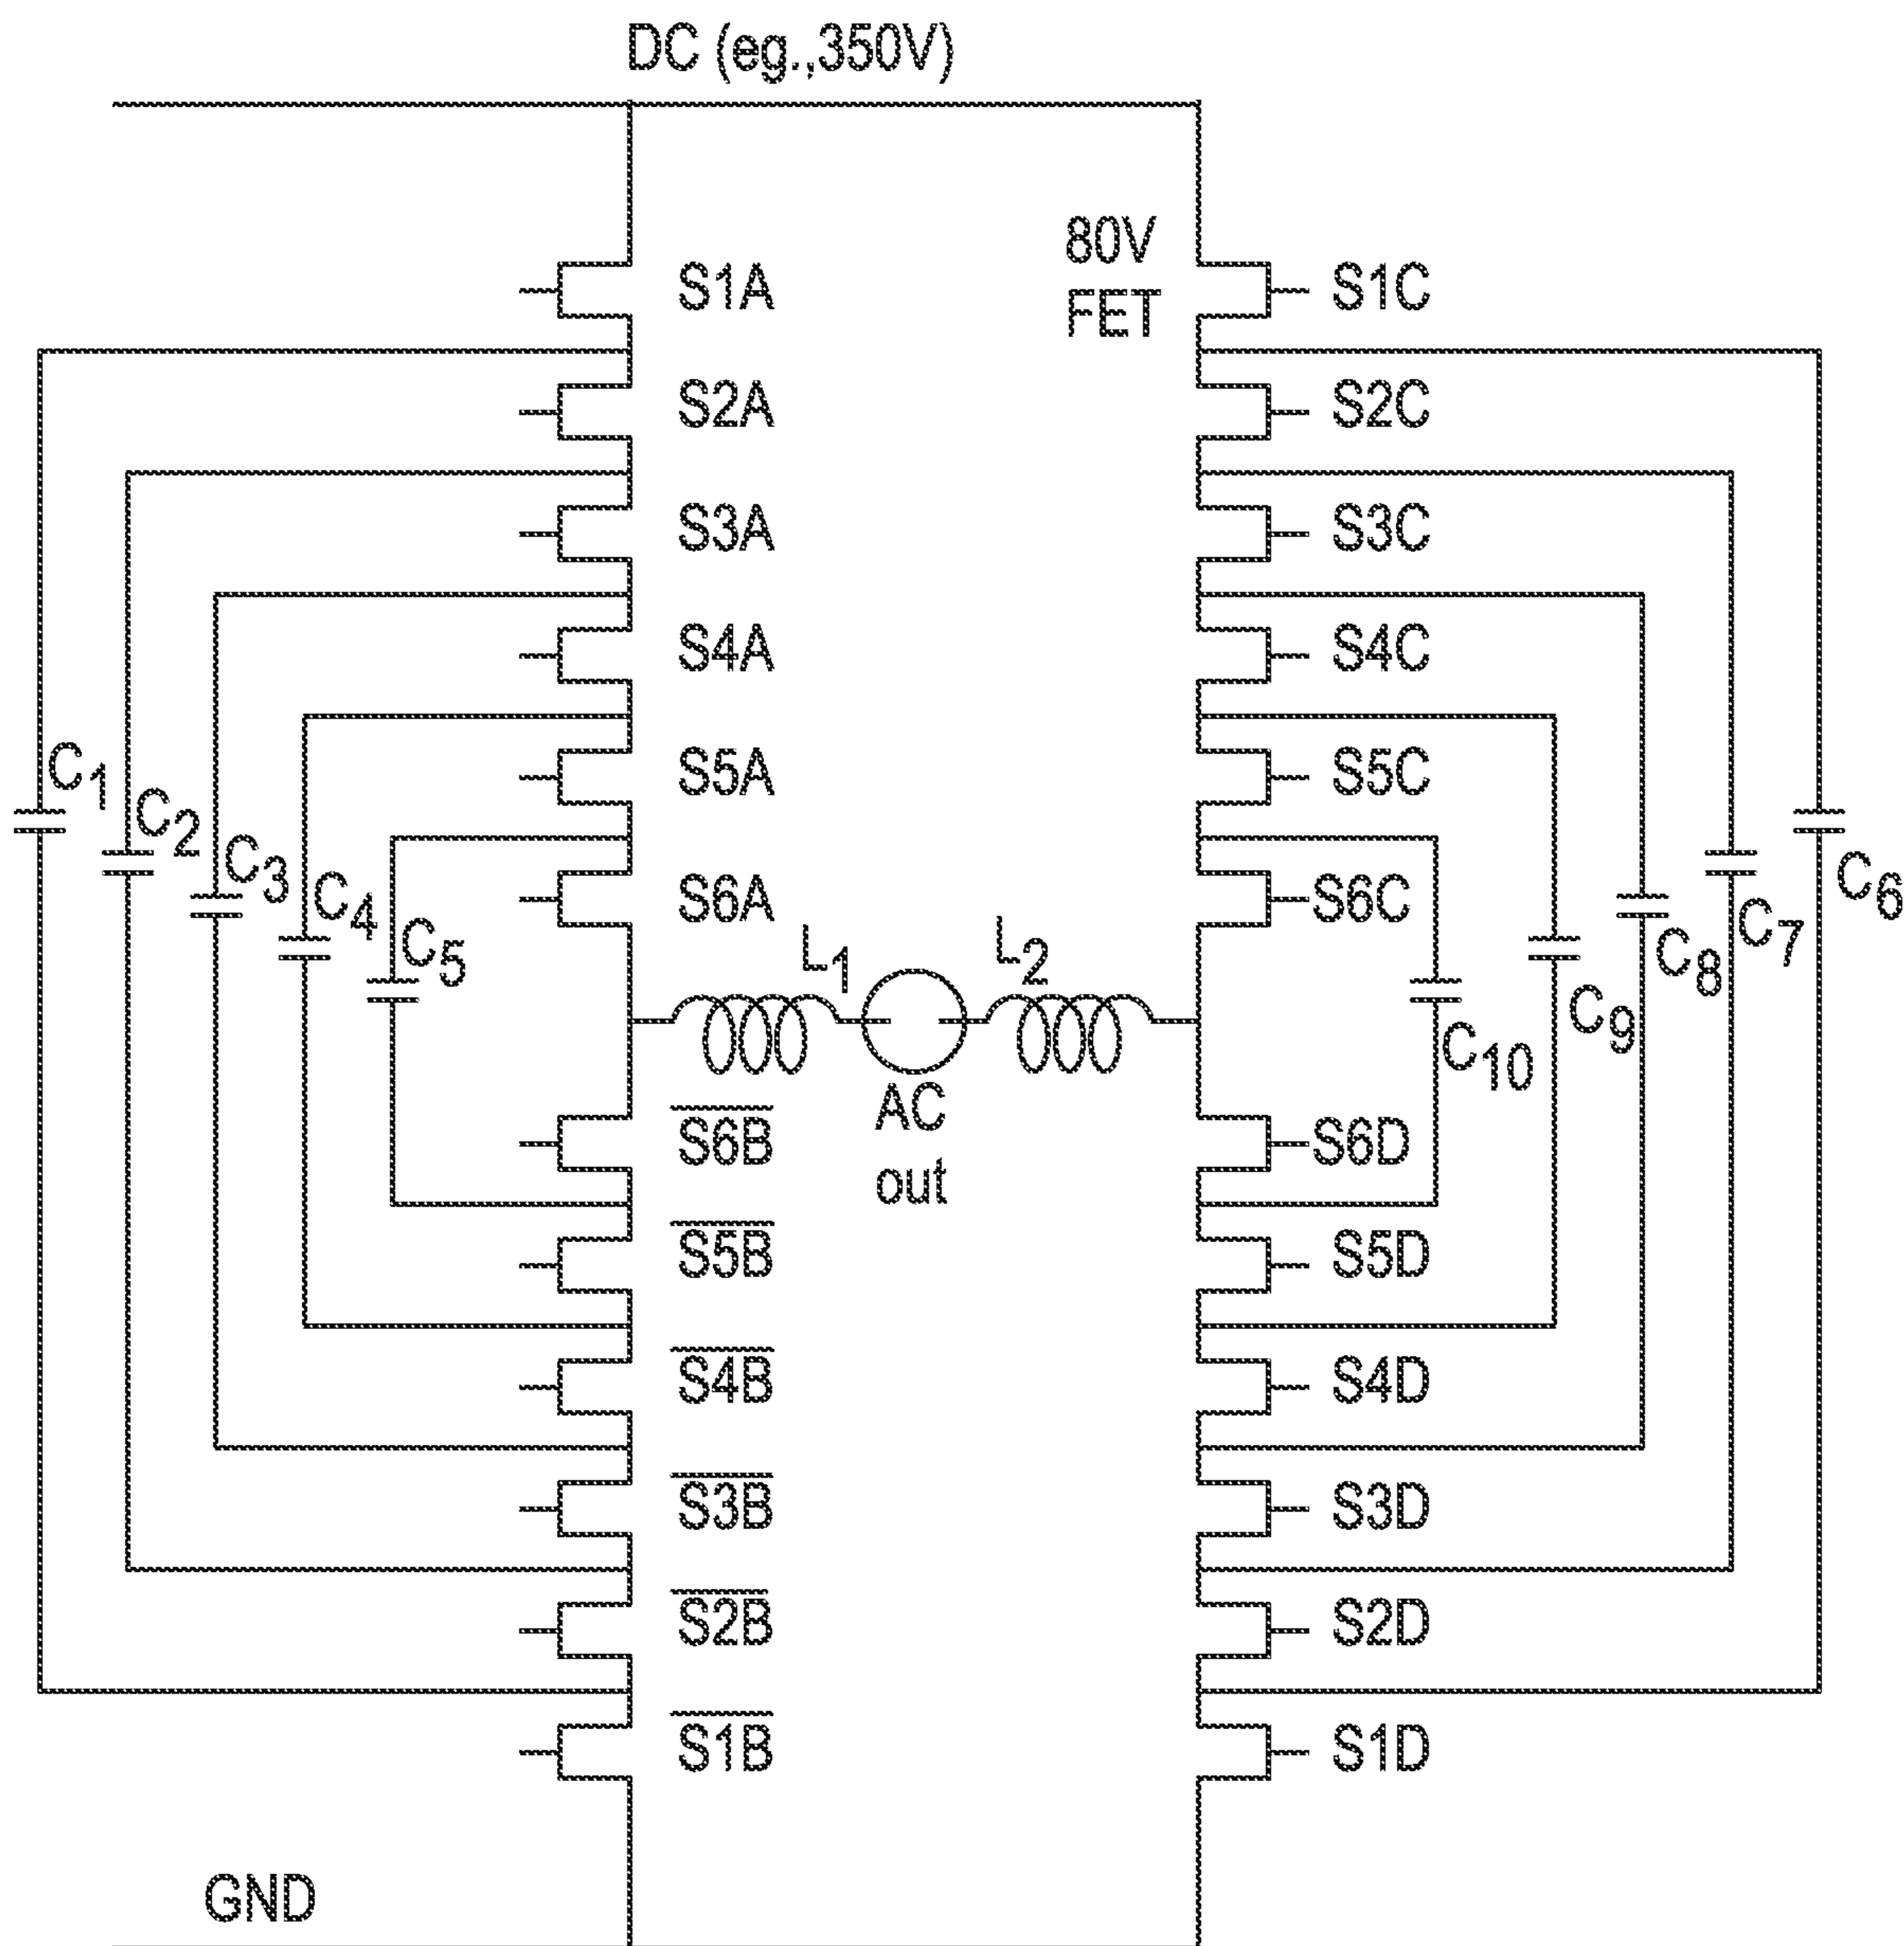 DC (eg.,350V)
80V
FET
S1A
S1C
S2A
S2C
S3A
S3C
S4A
S4C
C1
S5A
S5C
C2
C3
C4
S6A
S6C
C6
C5
L1
L2
C7
C8
C9
C10
AC
out
S6B
S6D
S5B
S5D
S4B
S4D
S3B
S3D
S2B
S2D
S1B
S1D
GND